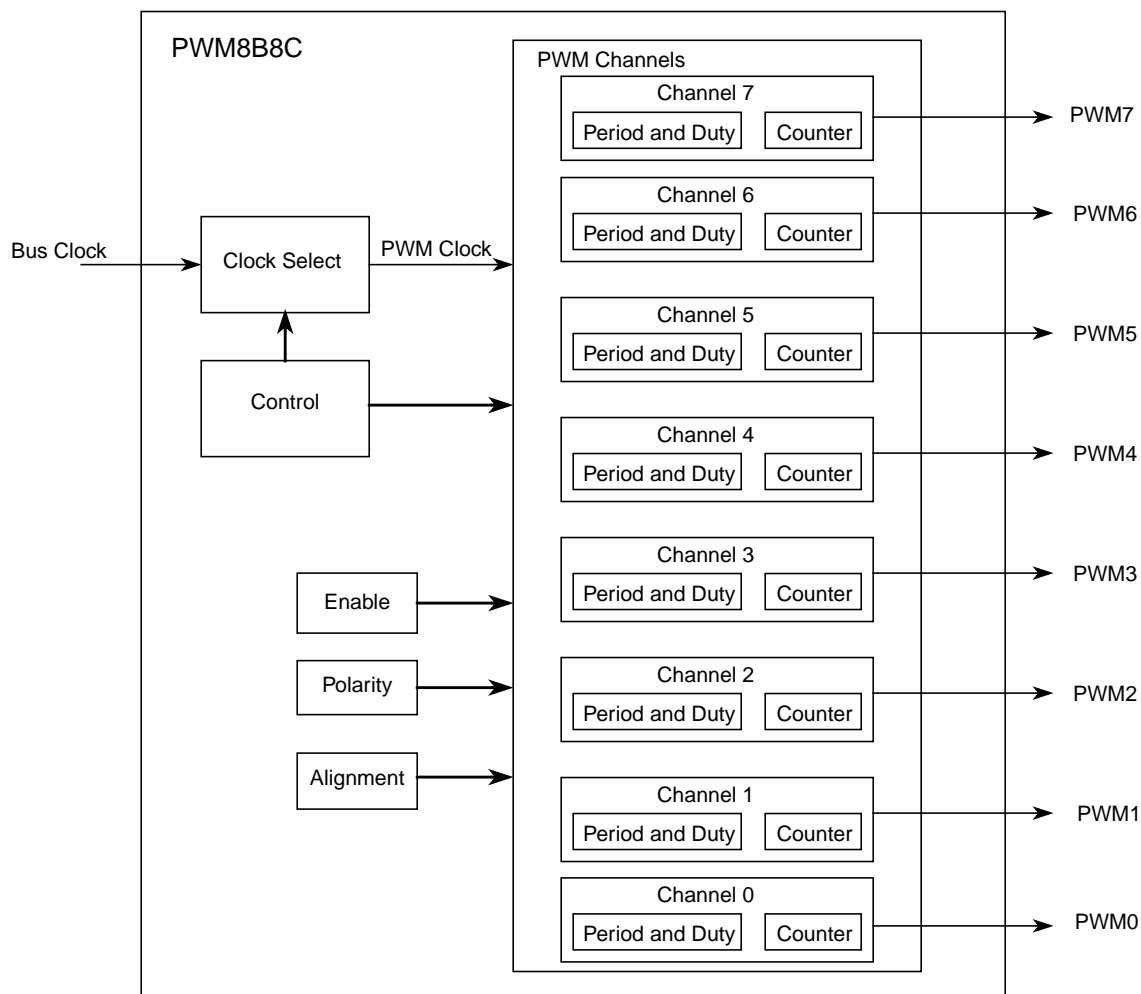 PWM8B8C
PWM Channels
Channel 7
Period and Duty
Counter
PWM7
Channel 6
Period and Duty
Counter
PWM6
Bus Clock
Clock Select
PWM Clock
Channel 5
Period and Duty
Counter
PWM5
Control
Channel 4
Period and Duty
Counter
PWM4
Channel 3
Period and Duty
Counter
PWM3
Enable
Polarity
Channel 2
Period and Duty
Counter
PWM2
Alignment
Channel 1
Period and Duty
Counter
PWM1
Channel 0
Period and Duty
Counter
PWM0